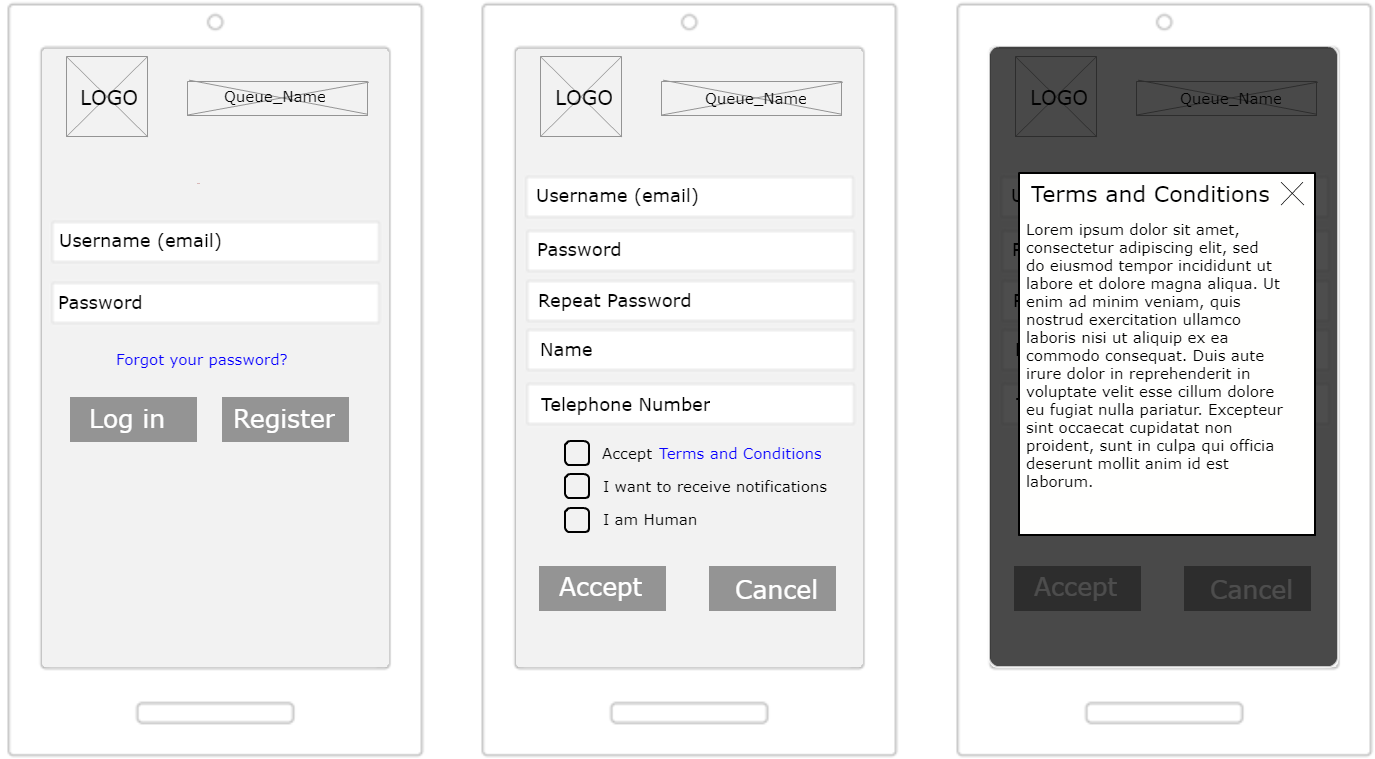 LOGO
Queue_Name
Username (email)
Password
Forgot your password?
Log in
Register
LOGO
Queue_Name
Username (email)
Password
Repeat Password
Name
Telephone Number
Accept Terms and Conditions
I want to receive notifications
I am Human
Accept
Cancel
LOGO
Queue_Name
Terms and Conditions
Lorem ipsum dolor sit amet,
consectetur adipiscing elit, sed
do eiusmod tempor incididunt ut
labore et dolore magna aliqua. Ut
enim ad minim veniam, quis
nostrud exercitation ullamco
laboris nisi ut aliquip ex ea
commodo consequat. Duis aute
irure dolor in reprehenderit in
voluptate velit esse cillum dolore
eu fugiat nulla pariatur. Excepteur
sint occaecat cupidatat non
proident, sunt in culpa qui officia
deserunt mollit anim id est
laborum.
Accept
Cancel